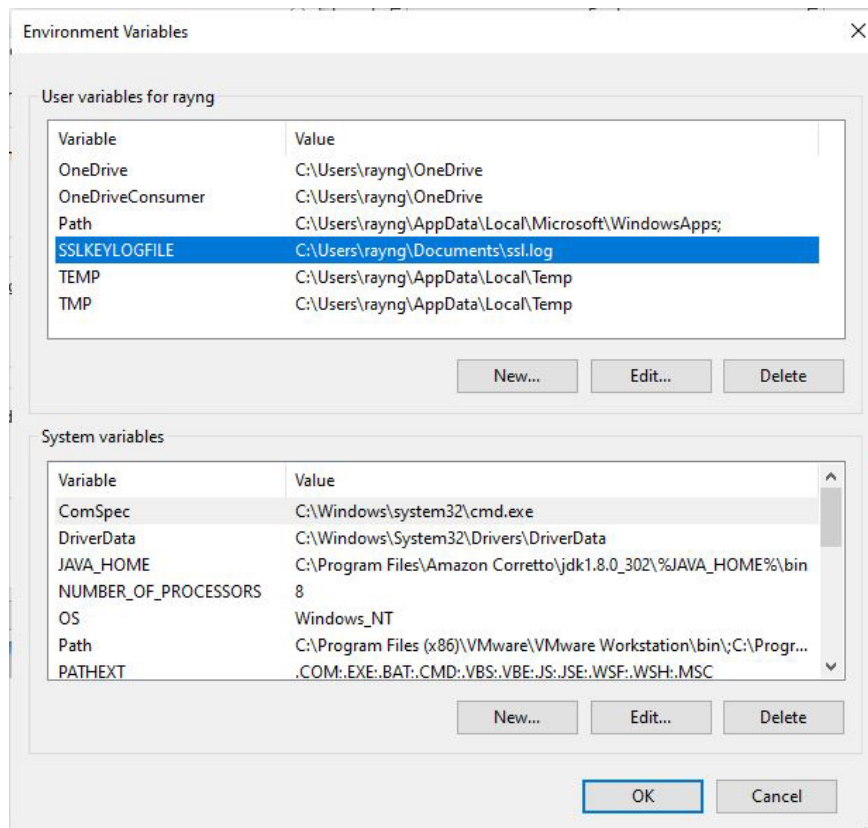 Environment Variables
User variables for rayng
Variable Value
OneDrive C:\Users\rayng\OneDrive
OneDriveConsumer C:\Users\rayng\OneDrive
Path C:\Users\rayng\AppData\Local\Microsoft\WindowsApps;
SSLKEYLOGFILE C:\Users\rayng\Documents\ssl.log
TEMP C:\Users\rayng\AppData\Local\Temp
TMP C:\Users\rayng\AppData\Local\Temp
New... Edit... Delete
System variables
Variable Value
ComSpec C:\Windows\system32\cmd.exe
DriverData C:\Windows\System32\Drivers\DriverData
JAVA_HOME C:\Program Files\Amazon Corretto\jdk1.8.0_302\%JAVA_HOME%\bin
NUMBER_OF_PROCESSORS 8
OS Windows_NT
Path C:\Program Files (x86)\VMware\VMware Workstation\bin\;C:\Progr...
PATHEXT .COM;.EXE;.BAT;.CMD;.VBS;.VBE;.JS;.JSE;.WSF;.WSH;.MSC
New... Edit... Delete
OK Cancel